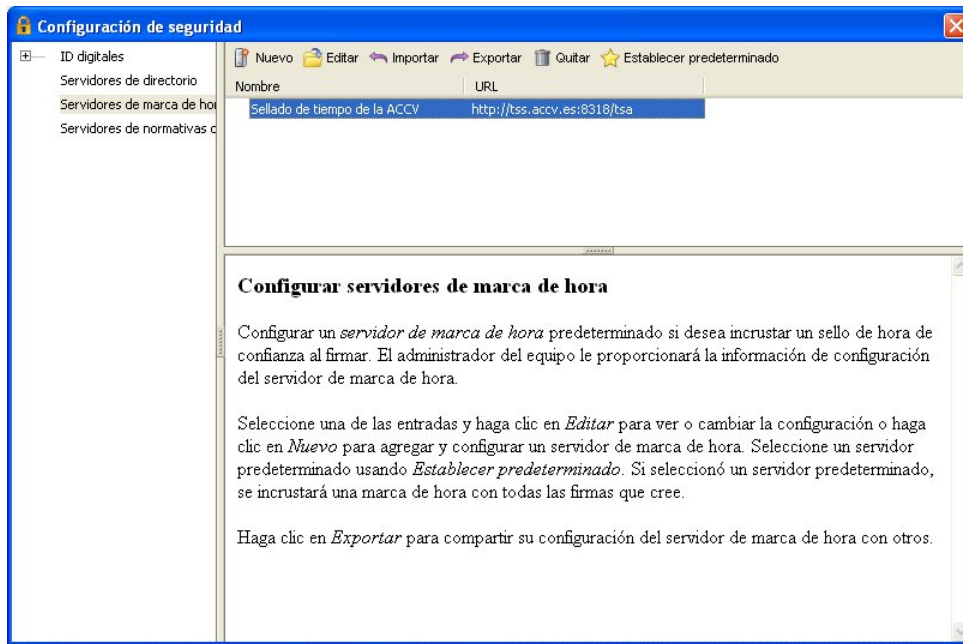 Configuración de seguridad
ID digitales
Servidores de directorio
Servidores de marca de hor
Servidores de normativas c
Nuevo Editar Importar Exportar Quitar Establecer predeterminado
Nombre URL
Sellado de tiempo de la ACCV http://tss.accv.es:8318/tsa
Configurar servidores de marca de hora
Configurar un servidor de marca de hora predeterminado si desea incrustar un sello de hora de
confianza al firmar. El administrador del equipo le proporcionará la información de configuración
del servidor de marca de hora.
Seleccione una de las entradas y haga clic en Editar para ver o cambiar la configuración o haga
clic en Nuevo para agregar y configurar un servidor de marca de hora. Seleccione un servidor
predeterminado usando Establecer predeterminado. Si seleccionó un servidor predeterminado,
se incrustará una marca de hora con todas las firmas que cree.
Haga clic en Exportar para compartir su configuración del servidor de marca de hora con otros.